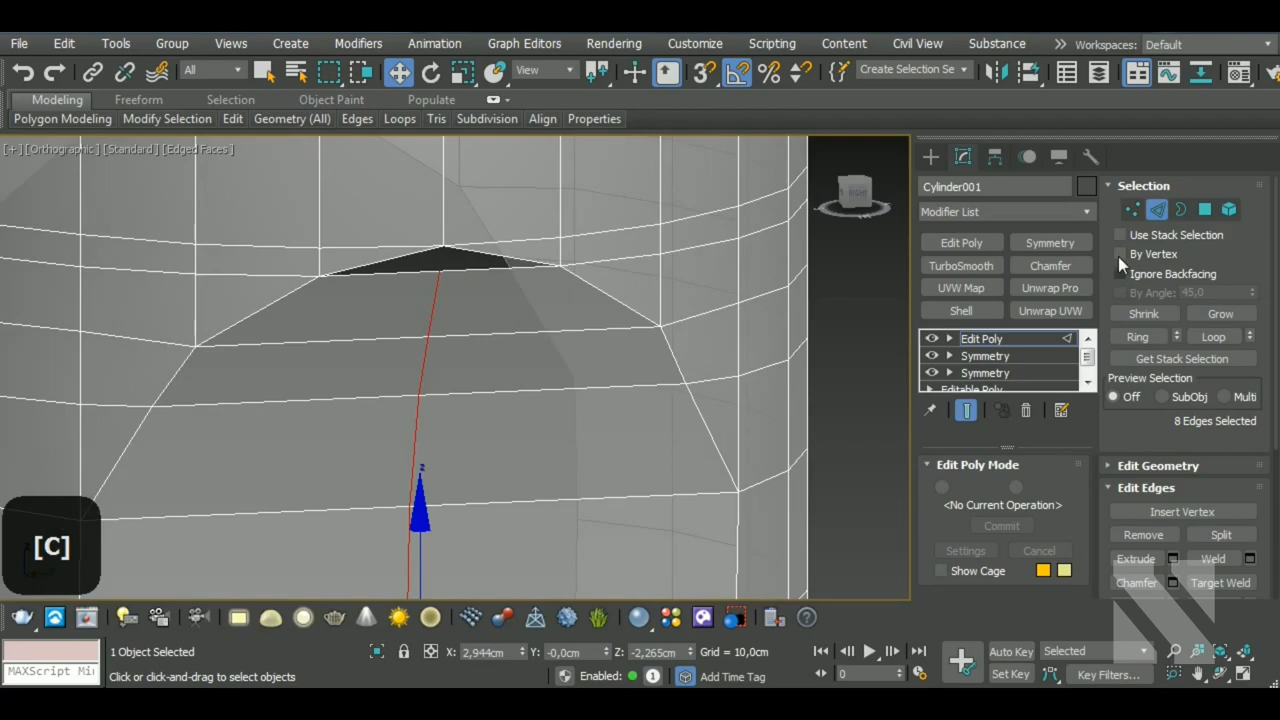 File Edit Tools Group Views Create Modifiers Animation Graph Editors Rendering Customize Scripting Content Civil View Substance Workspaces: Default
All View Create Selection Se
Modeling Freeform Selection Object Paint Populate
Polygon Modeling Modify Selection Edit Geometry (All) Edges Loops Tris Subdivision Align Properties
[+] [Orthographic] [Standard] [Edged Faces]
RIGHT
[C]
Cylinder001
Modifier List
Edit Poly Symmetry
TurboSmooth Chamfer
UVW Map Unwrap Pro
Shell Unwrap UVW
Edit Poly
Symmetry
Symmetry
Editable Poly
Edit Poly Mode
<No Current Operation>
Commit
Settings Cancel
Show Cage
Selection
Use Stack Selection
By Vertex
Ignore Backfacing
By Angle: 45,0
Shrink Grow
Ring Loop
Get Stack Selection
Preview Selection
Off SubObj Multi
8 Edges Selected
Edit Geometry
Edit Edges
Insert Vertex
Remove Split
Extrude Weld
Chamfer Target Weld
1 Object Selected X: 2,944cm Y: -0,0cm Z: -2,265cm Grid = 10,0cm Auto Key Selected
MAXScript Mi Click or click-and-drag to select objects Enabled: 1 Add Time Tag 0 Set Key Key Filters...